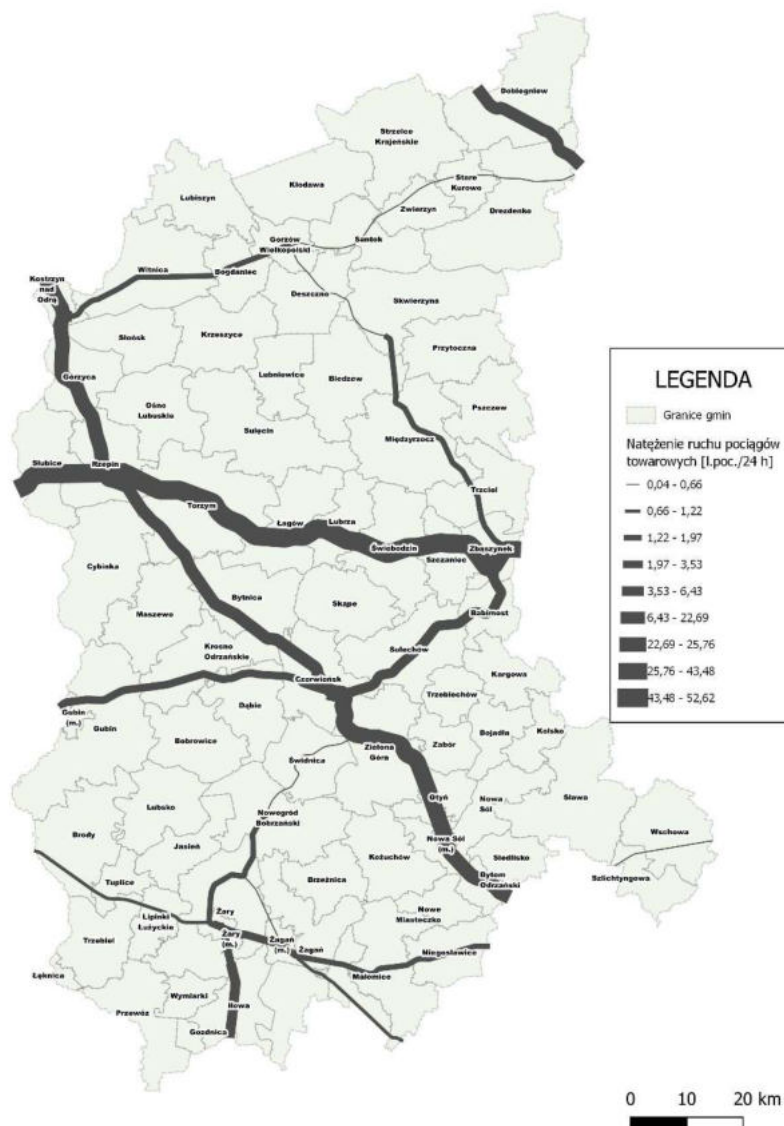 Dobiegniew
Strzelce
Krajeńskie
Stare
Kurowo
Kłodawa
Lubiszyn
Zwierzyn
Drezdenko
Gorzów
Wielkopolski
Santok
Witnica
Bogdaniec
Kostrzyn
nad
Odrą
Deszczno
Skwierzyna
Słońsk
Krzeszyce
Przytoczna
Lubniewice
Bledzew
Górzyca
Ośno
Lubuskie
Pszczew
Sulęcin
Międzyrzecz
Słubice
Rzepin
Trzciel
Torzym
Łagów
Lubrza
Świebodzin
Zbąszynek
Szczaniec
Cybinka
Bytnica
Skąpe
Maszewo
Babimost
Krosno
Odrzańskie
Sulechów
Kargowa
Czerwieńsk
Trzebiechów
Gubin
(m.)
Gubin
Dąbie
Bojadła
Kolsko
Bobrowice
Zielona
Góra
Zabór
Świdnica
Sława
Lubsko
Nowogród
Bobrzański
Otyń
Nowa
Sól
Wschowa
Brody
Jasień
Nowa Sól
(m.)
Kożuchów
Siedlisko
Brzeźnica
Bytom
Odrzański
Szlichtyngowa
Tuplice
Żary
Nowe
Miasteczko
Lipinki
Łużyckie
Trzebiel
Żary
(m.)
Żagań
(m.)
Żagań
Niegosławice
Łęknica
Małomice
Wymiarki
Iłowa
Przewóz
Gozdnica
LEGENDA
Granice gmin
Natężenie ruchu pociągów
towarowych [l.poc./24 h]
0,04 - 0,66
0,66 - 1,22
1,22 - 1,97
1,97 - 3,53
3,53 - 6,43
6,43 - 22,69
22,69 - 25,76
25,76 - 43,48
43,48 - 52,62
0 10 20 km